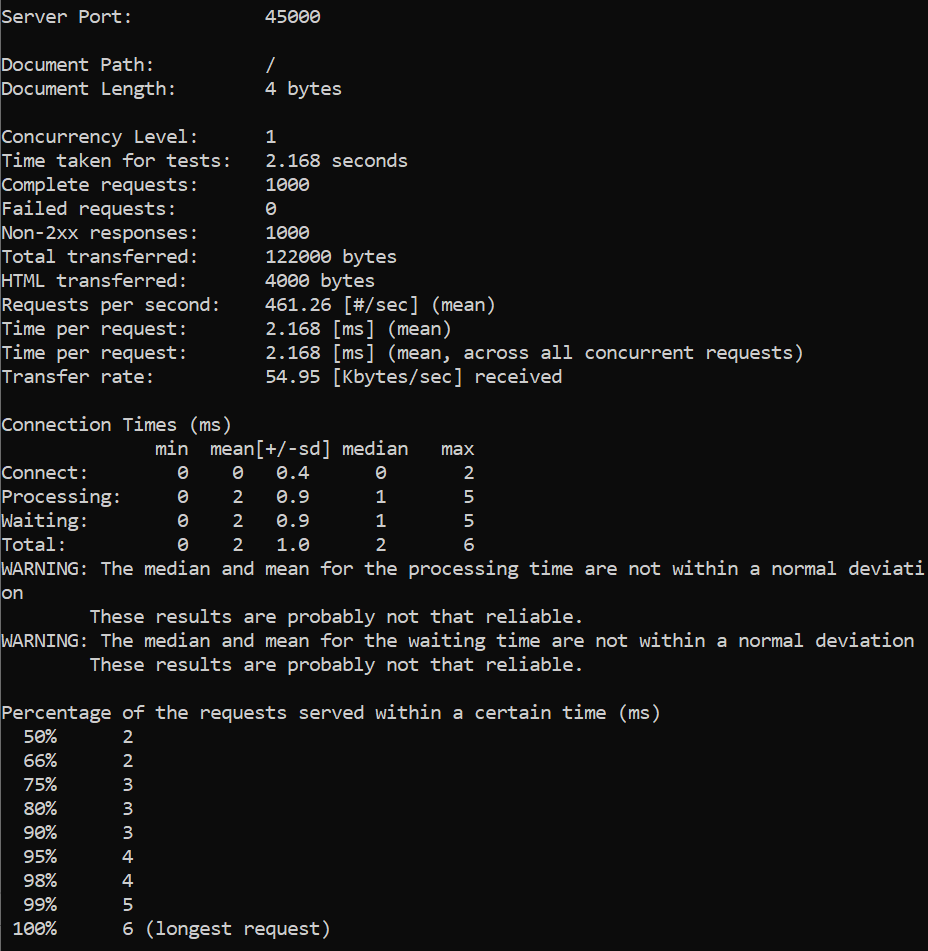 Server Port:            45000
Document Path:          /
Document Length:        4 bytes
Concurrency Level:      1
Time taken for tests:   2.168 seconds
Complete requests:      1000
Failed requests:        0
Non-2xx responses:      1000
Total transferred:      122000 bytes
HTML transferred:       4000 bytes
Requests per second:    461.26 [#/sec] (mean)
Time per request:       2.168 [ms] (mean)
Time per request:       2.168 [ms] (mean, across all concurrent requests)
Transfer rate:          54.95 [Kbytes/sec] received
Connection Times (ms)
              min  mean[+/-sd] median   max
Connect:        0    0   0.4      0       2
Processing:     0    2   0.9      1       5
Waiting:        0    2   0.9      1       5
Total:          0    2   1.0      2       6
WARNING: The median and mean for the processing time are not within a normal deviati
on
        These results are probably not that reliable.
WARNING: The median and mean for the waiting time are not within a normal deviation
        These results are probably not that reliable.
Percentage of the requests served within a certain time (ms)
  50%      2
  66%      2
  75%      3
  80%      3
  90%      3
  95%      4
  98%      4
  99%      5
 100%      6 (longest request)